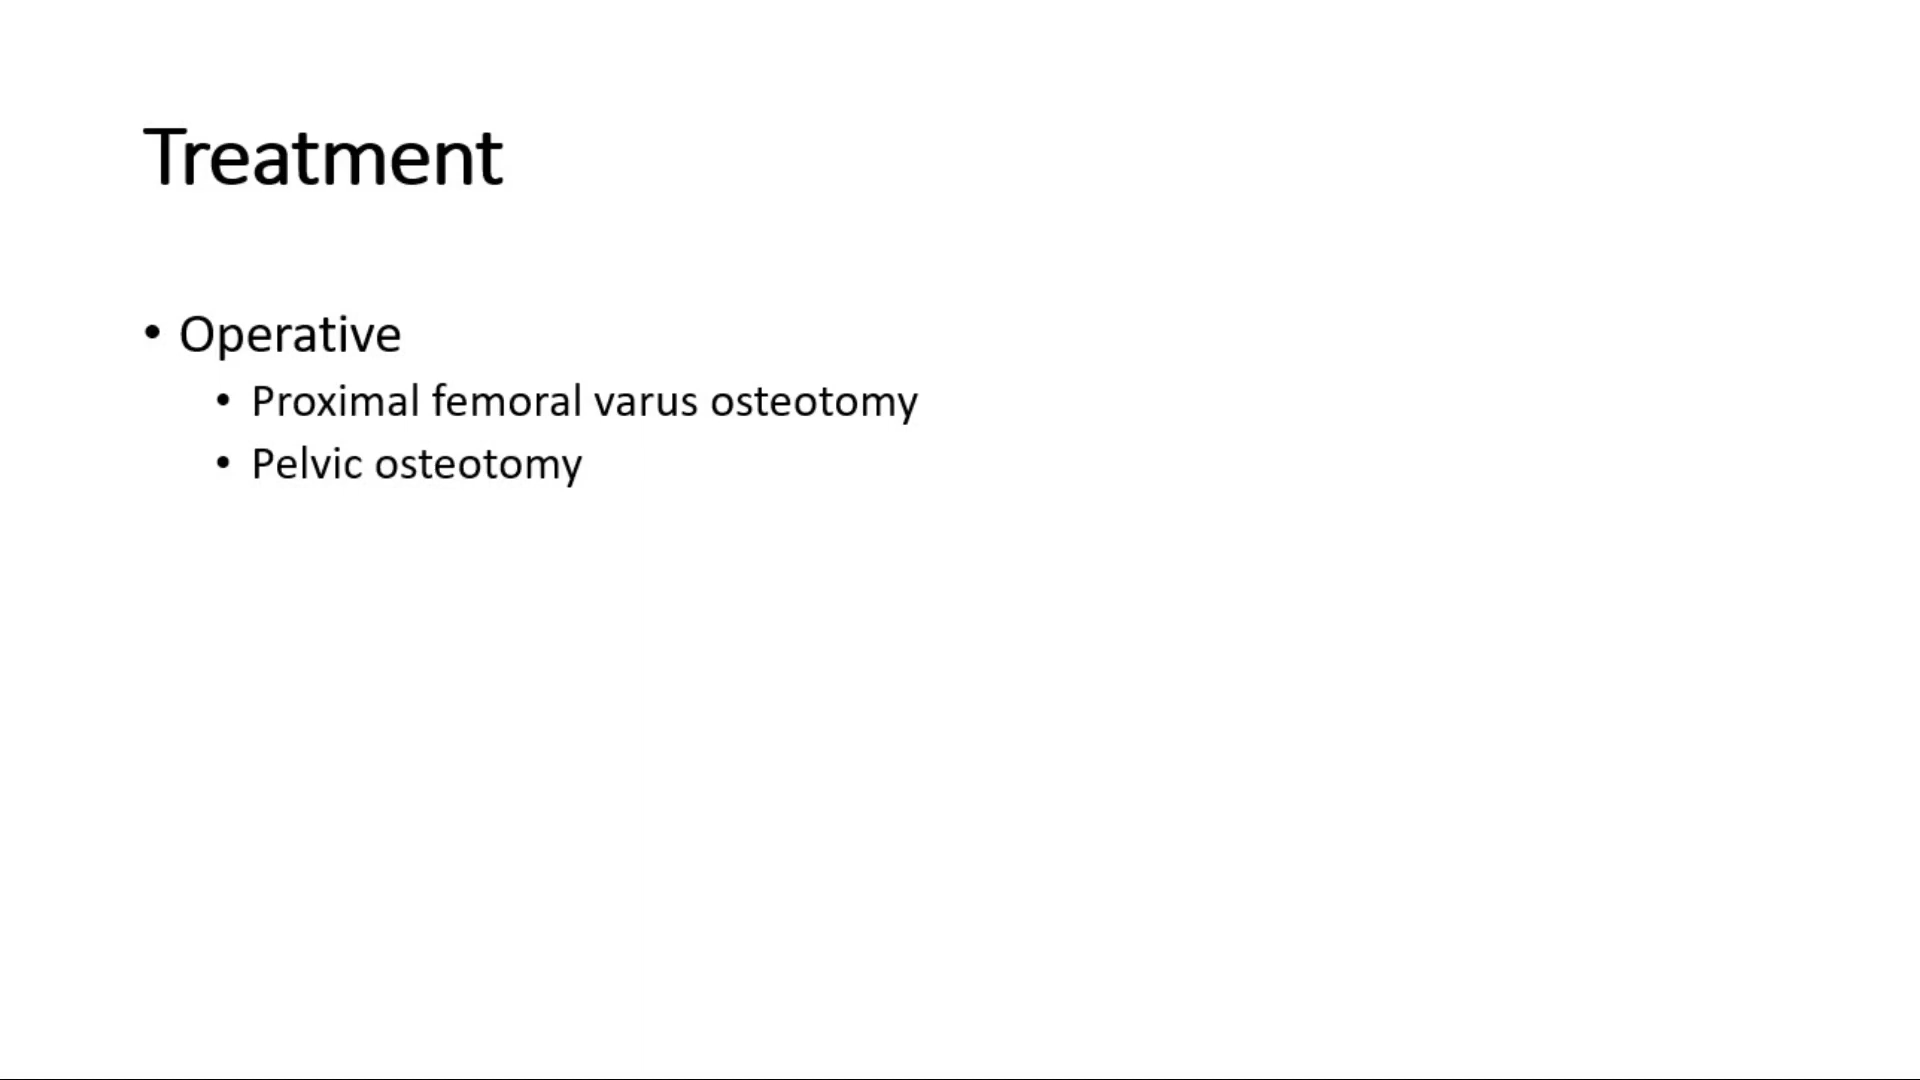 Treatment
• Operative
• Proximal femoral varus osteotomy
• Pelvic osteotomy